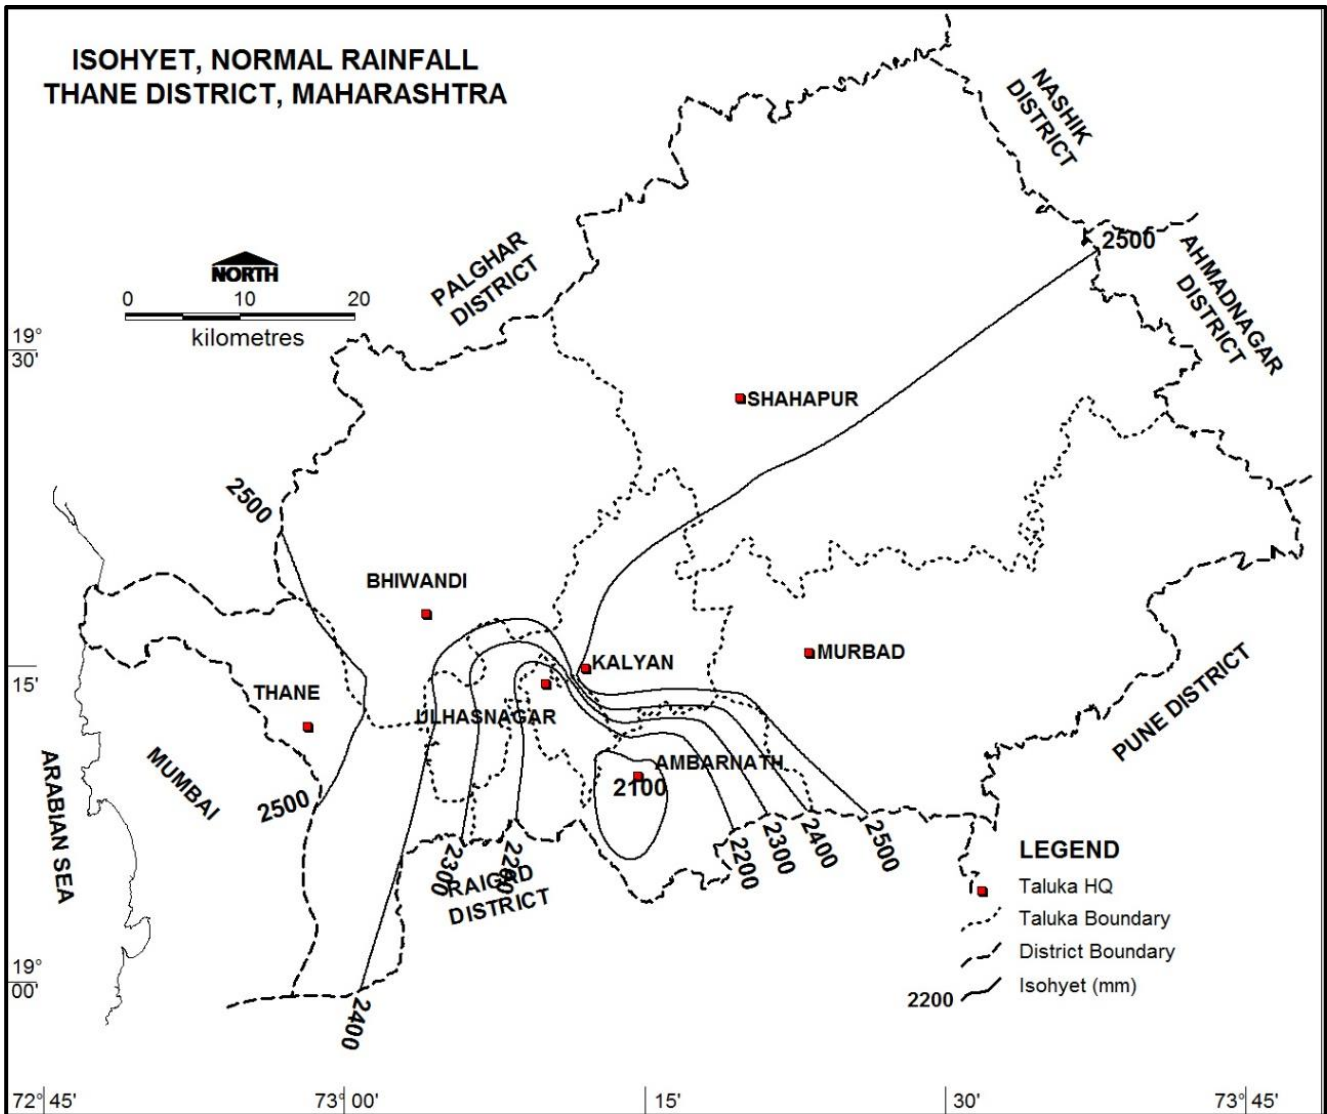 ISOHYET, NORMAL RAINFALL
THANE DISTRICT, MAHARASHTRA
NASHIK
DISTRICT
2500
AHMADNAGAR
DISTRICT
PALGHAR
DISTRICT
NORTH
0 10 20
kilometres
19°
30'
SHAHAPUR
2500
BHIWANDI
KALYAN
MURBAD
15'
THANE
ULHASNAGAR
PUNE DISTRICT
AMBARNATH
2100
MUMBAI
ARABIAN SEA
2500
2300
2200
2200
2300
2400
2500
RAIGAD
DISTRICT
LEGEND
Taluka HQ
Taluka Boundary
District Boundary
2200 Isohyet (mm)
19°
00'
2400
72° 45' 73° 00' 15' 30' 73° 45'